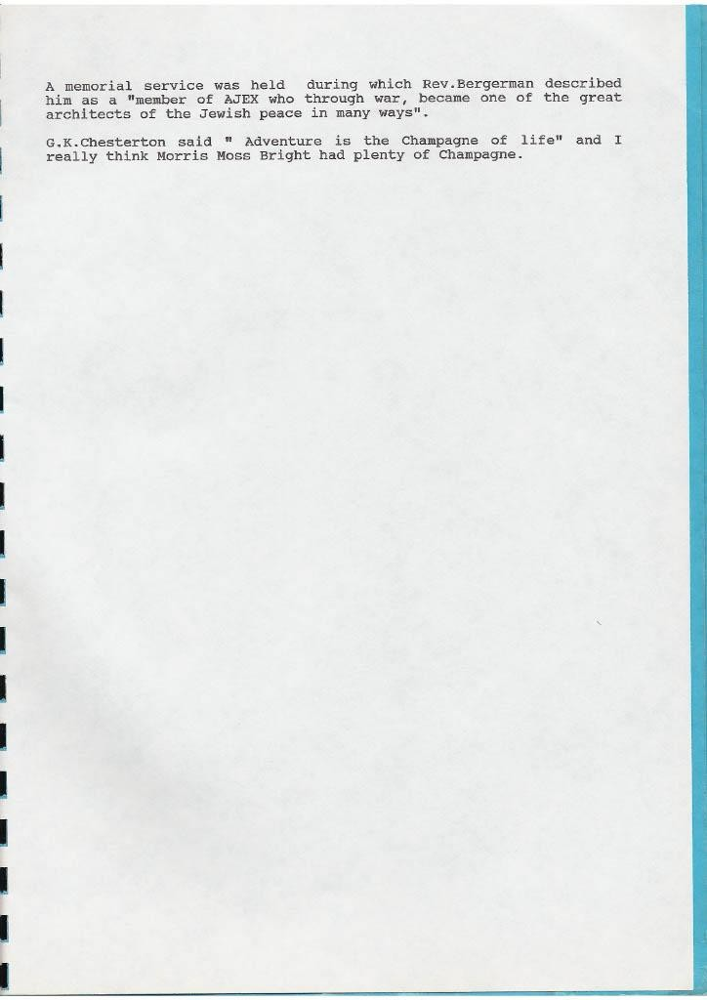 A memorial service was held  during which Rev.Bergerman described
him as a "member of AJEX who through war, became one of the great
architects of the Jewish peace in many ways".
G.K.Chesterton said " Adventure is the Champagne of life" and I
really think Morris Moss Bright had plenty of Champagne.